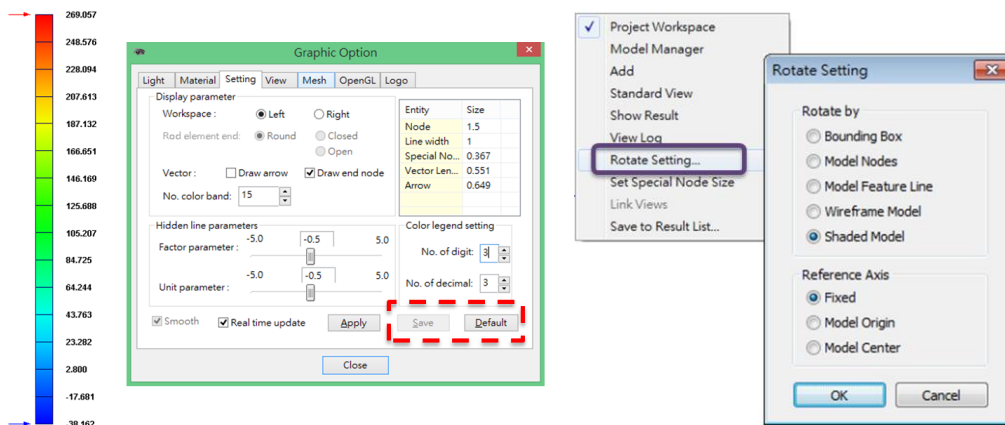 269.057
248.576
228.094
207.613
187.132
166.651
146.169
125.688
105.207
84.725
64.244
43.763
23.282
2.800
-17.681
-38.162
Graphic Option
Light Material Setting View Mesh OpenGL Logo
Display parameter
Workspace : Left Right
Rod element end: Round Closed
Open
Vector : Draw arrow Draw end node
No. color band: 15
Entity Size
Node 1.5
Line width 1
Special No... 0.367
Vector Len... 0.551
Arrow 0.649
Hidden line parameters
Factor parameter : -5.0 -0.5 5.0
Unit parameter : -5.0 -0.5 5.0
Color legend setting
No. of digit: 3
No. of decimal: 3
Smooth Real time update Apply Save Default
Close
Project Workspace
Model Manager
Add
Standard View
Show Result
View Log
Rotate Setting...
Set Special Node Size
Link Views
Save to Result List...
Rotate Setting
Rotate by
Bounding Box
Model Nodes
Model Feature Line
Wireframe Model
Shaded Model
Reference Axis
Fixed
Model Origin
Model Center
OK Cancel